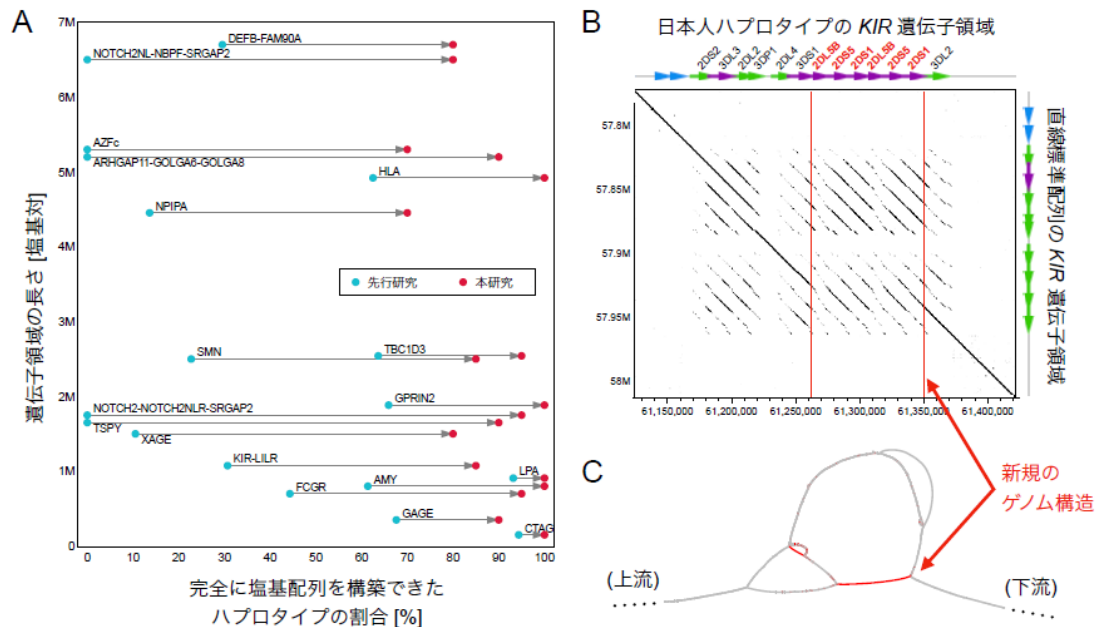 A
7M
6M
5M
4M
3M
2M
1M
0
遺伝子領域の長さ [塩基対]
DEFB-FAM90A
NOTCH2NL-NBPF-SRGAP2
AZFc
ARHGAP11-GOLGA6-GOLGA8
HLA
NPIPA
先行研究
本研究
SMN
TBC1D3
GPRIN2
NOTCH2-NOTCH2NLR-SRGAP2
TSPY
XAGE
KIR-LILR
LPA
AMY
FCGR
GAGE
CTAG
0 10 20 30 40 50 60 70 80 90 100
完全に塩基配列を構築できた
ハプロタイプの割合 [%]
B
日本人ハプロタイプの KIR 遺伝子領域
2DS2 3DL3 2DL2 3DP1 2DL4 3DS1 2DL5B 2DS5 2DS1 2DL5B 2DS5 2DS1 3DL2
57.8M
57.85M
57.9M
57.95M
58M
61,150,000 61,200,000 61,250,000 61,300,000 61,350,000 61,400,000
直線標準配列の KIR 遺伝子領域
C
新規の
ゲノム構造
(上流)
(下流)